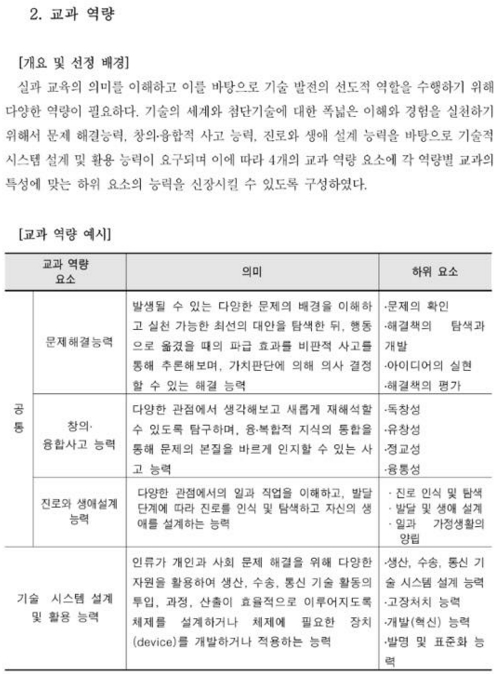 2. 교과 역량
[개요 및 선정 배경]
실과 교육의 의미를 이해하고 이를 바탕으로 기술 발전의 선도적 역할을 수행하기 위해
다양한 역량이 필요하다. 기술의 세계와 첨단기술에 대한 폭넓은 이해와 경험을 실천하기
위해서 문제 해결능력, 창의·융합적 사고 능력, 진로와 생애 설계 능력을 바탕으로 기술적
시스템 설계 및 활용 능력이 요구되며 이에 따라 4개의 교과 역량 요소에 각 역량별 교과의
특성에 맞는 하위 요소의 능력을 신장시킬 수 있도록 구성하였다.
[교과 역량 예시]
교과 역량
요소
의미
하위 요소
공
통
문제해결능력
발생될 수 있는 다양한 문제의 배경을 이해하
고 실천 가능한 최선의 대안을 탐색한 뒤, 행동
으로 옮겼을 때의 파급 효과를 비판적 사고를
통해 추론해보며, 가치판단에 의해 의사 결정
할 수 있는 해결 능력
·문제의 확인
·해결책의 탐색과
개발
·아이디어의 실현
·해결책의 평가
창의·
융합사고 능력
다양한 관점에서 생각해보고 새롭게 재해석할
수 있도록 탐구하며, 융·복합적 지식의 통합을
통해 문제의 본질을 바르게 인지할 수 있는 사
고 능력
·독창성
·유창성
·정교성
·융통성
진로와 생애설계
능력
다양한 관점에서의 일과 직업을 이해하고, 발달
단계에 따라 진로를 인식 및 탐색하고 자신의 생
애를 설계하는 능력
· 진로 인식 및 탐색
· 발달 및 생애 설계
· 일과 가정생활의
양립
기술 시스템 설계
및 활용 능력
인류가 개인과 사회 문제 해결을 위해 다양한
자원을 활용하여 생산, 수송, 통신 기술 활동의
투입, 과정, 산출이 효율적으로 이루어지도록
체제를 설계하거나 체제에 필요한 장치
(device)를 개발하거나 적용하는 능력
·생산, 수송, 통신 기
술 시스템 설계 능력
·고장처치 능력
·개발(혁신) 능력
·발명 및 표준화 능
력